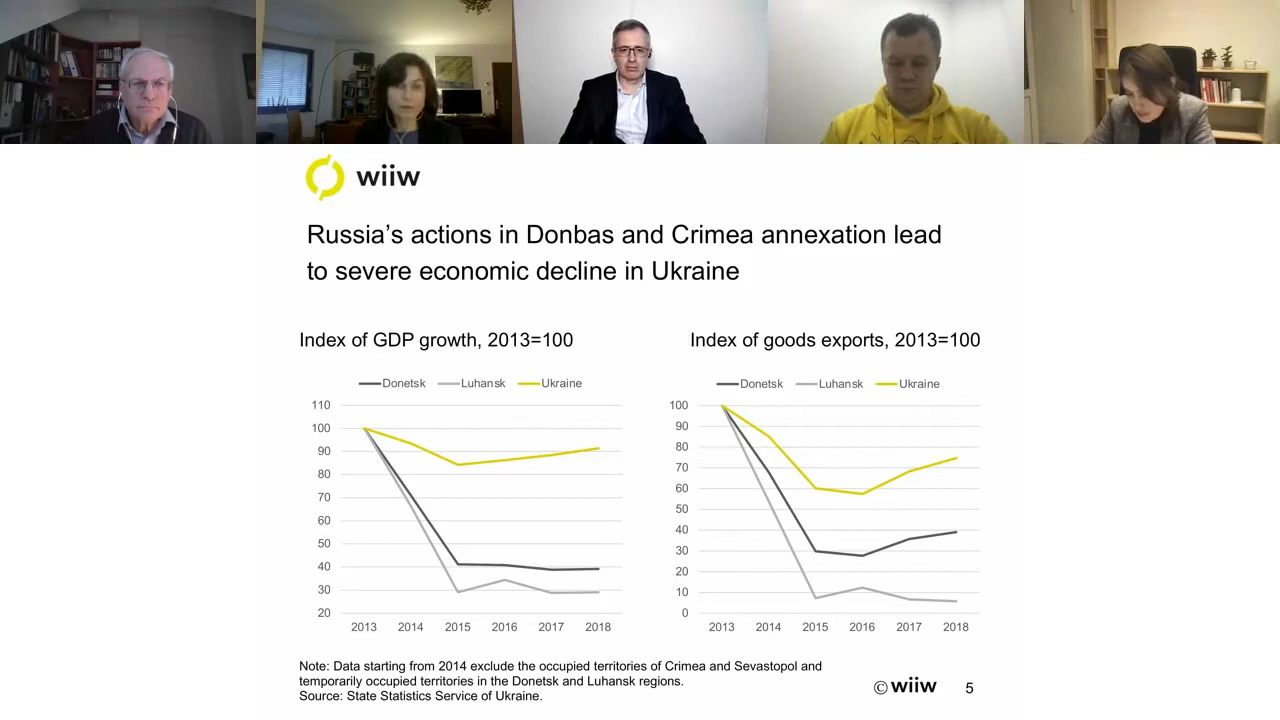 wiiw
Russia’s actions in Donbas and Crimea annexation lead
to severe economic decline in Ukraine
Index of GDP growth, 2013=100
Donetsk Luhansk Ukraine
110
100
90
80
70
60
50
40
30
20
2013 2014 2015 2016 2017 2018
Index of goods exports, 2013=100
Donetsk Luhansk Ukraine
100
90
80
70
60
50
40
30
20
10
0
2013 2014 2015 2016 2017 2018
Note: Data starting from 2014 exclude the occupied territories of Crimea and Sevastopol and
temporarily occupied territories in the Donetsk and Luhansk regions.
Source: State Statistics Service of Ukraine.
© wiiw 5